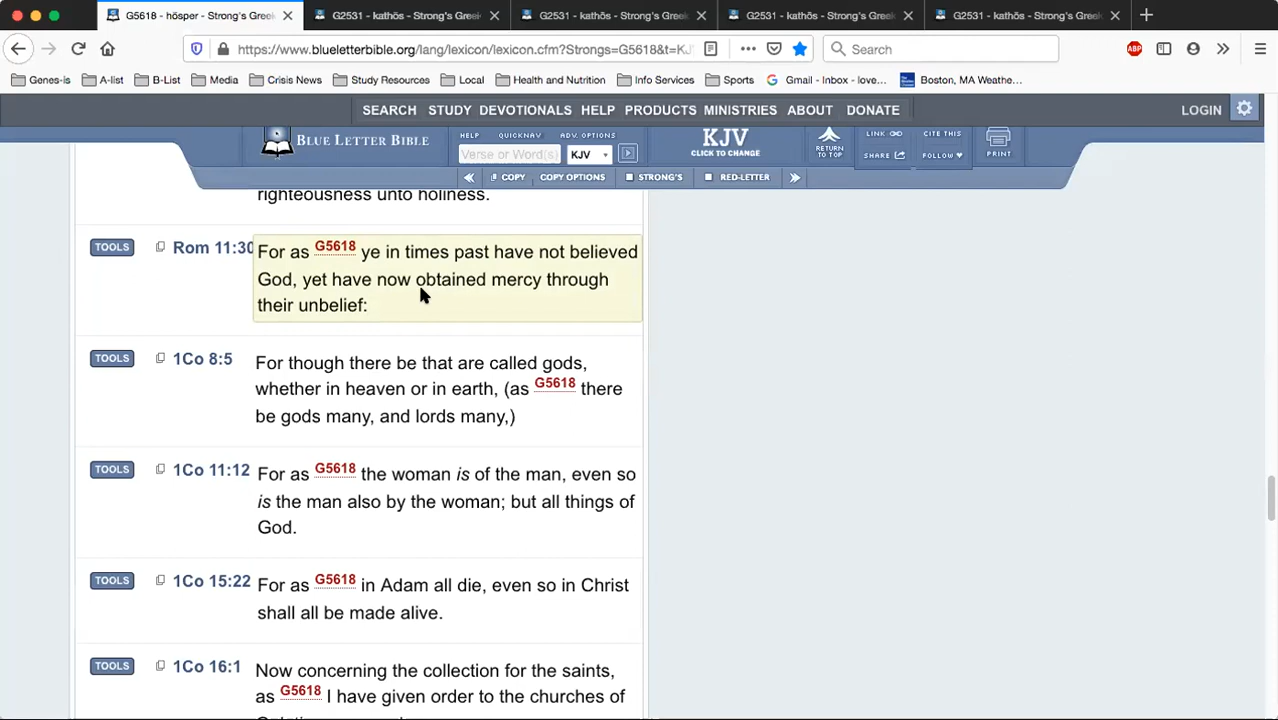 G5618 - hōsper - Strong's Greek
G2531 - kathōs - Strong's Greek
G2531 - kathōs - Strong's Greek
G2531 - kathōs - Strong's Greek
G2531 - kathōs - Strong's Greek
https://www.blueletterbible.org/lang/lexicon/lexicon.cfm?Strongs=G5618&t=KJ
Search
ABP
Genes-is A-list B-List Media Crisis News Study Resources Local Health and Nutrition Info Services Sports Gmail - Inbox - love... Boston, MA Weathe...
SEARCH STUDY DEVOTIONALS HELP PRODUCTS MINISTRIES ABOUT DONATE LOGIN
BLUE LETTER BIBLE
HELP QUICKNAV ADV. OPTIONS
Verse or Word(s) KJV
KJV
CLICK TO CHANGE
RETURN
TO TOP
LINK CITE THIS
SHARE FOLLOW PRINT
COPY COPY OPTIONS STRONG'S RED-LETTER
righteousness unto holiness.
TOOLS Rom 11:30 For as G5618 ye in times past have not believed
God, yet have now obtained mercy through
their unbelief:
TOOLS 1Co 8:5 For though there be that are called gods,
whether in heaven or in earth, (as G5618 there
be gods many, and lords many,)
TOOLS 1Co 11:12 For as G5618 the woman is of the man, even so
is the man also by the woman; but all things of
God.
TOOLS 1Co 15:22 For as G5618 in Adam all die, even so in Christ
shall all be made alive.
TOOLS 1Co 16:1 Now concerning the collection for the saints,
as G5618 I have given order to the churches of